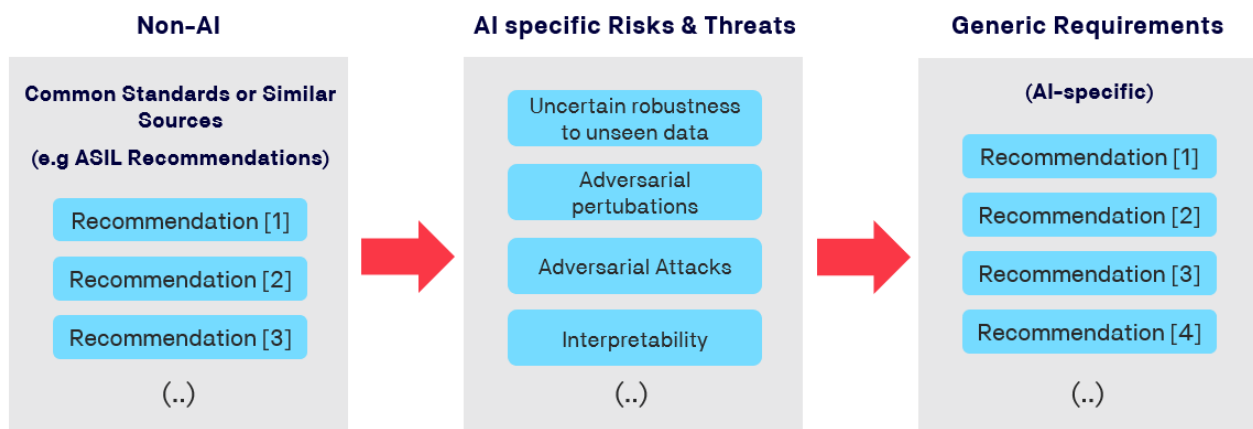 Non-AI
Common Standards or Similar
Sources
(e.g ASIL Recommendations)
Recommendation [1]
Recommendation [2]
Recommendation [3]
(..)
AI specific Risks & Threats
Uncertain robustness
to unseen data
Adversarial
pertubations
Adversarial Attacks
Interpretability
(..)
Generic Requirements
(AI-specific)
Recommendation [1]
Recommendation [2]
Recommendation [3]
Recommendation [4]
(..)